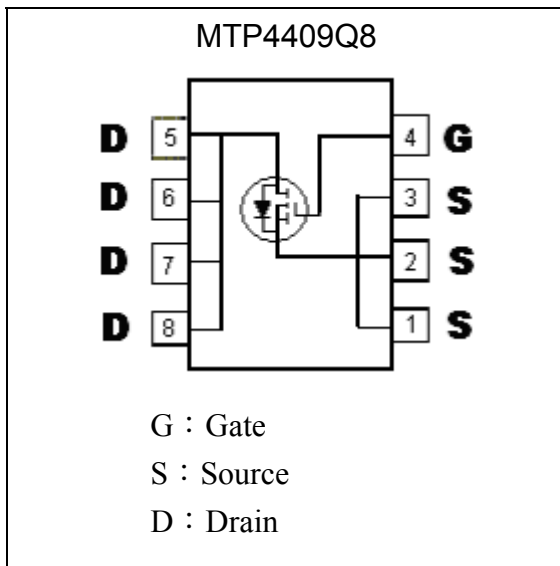 MTP4409Q8
D 5 4 G
D 6 3 S
D 7 2 S
D 8 1 S
G：Gate
S：Source
D：Drain